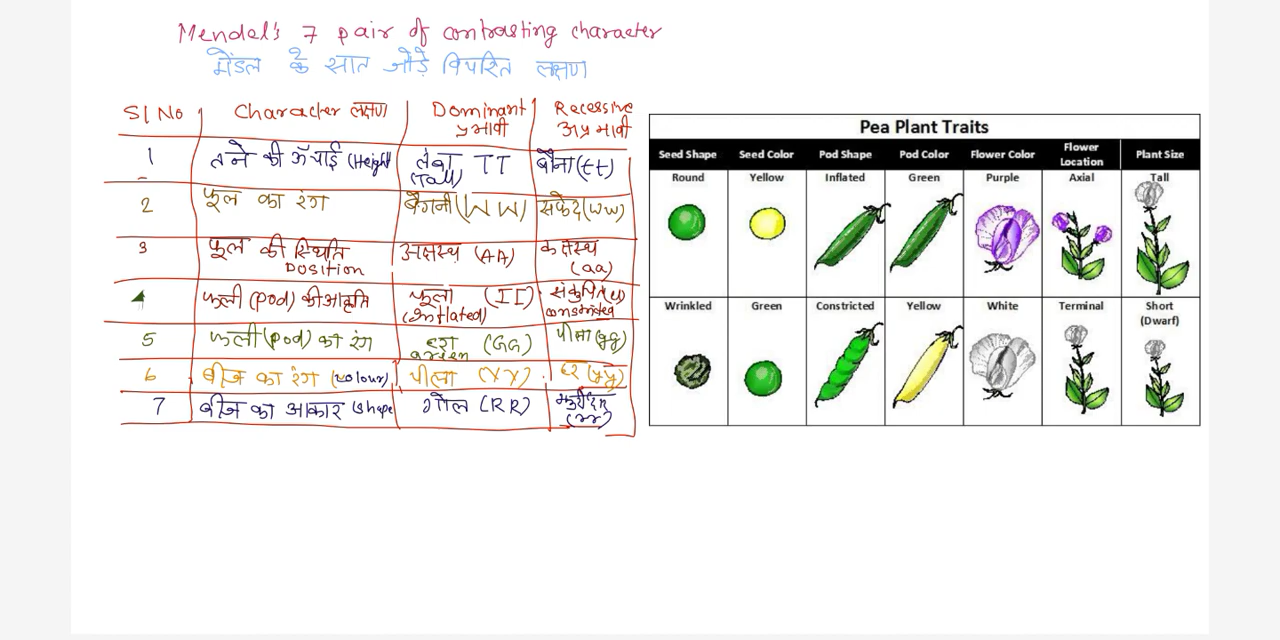 Mendel's 7 pair of contrasting character
मेंडल के सात जोड़े विपरित लक्षण
Sl No Character लक्षण Dominant प्रभावी Recessive अप्रभावी
1 तने की ऊँचाई (Height) लंबा (Tall) TT बौना (tt)
2 फूल का रंग बैगनी (WW) सफेद (ww)
3 फूल की स्थिति Position अक्षस्थ (AA) (aa)
4 फली (Pod) की आकृति फूला (Inflated) (II) संकुचित (ii)
5 फली (Pod) का रंग हरा (GG) पीला (gg)
6 बीज का रंग (colour) पीला (YY) हरा (yy)
7 बीज का आकार shape गोल (RR) (rr)
Pea Plant Traits
Seed Shape Seed Color Pod Shape Pod Color Flower Color Flower Location Plant Size
Round Yellow Inflated Green Purple Axial Tall
Wrinkled Green Constricted Yellow White Terminal Short (Dwarf)